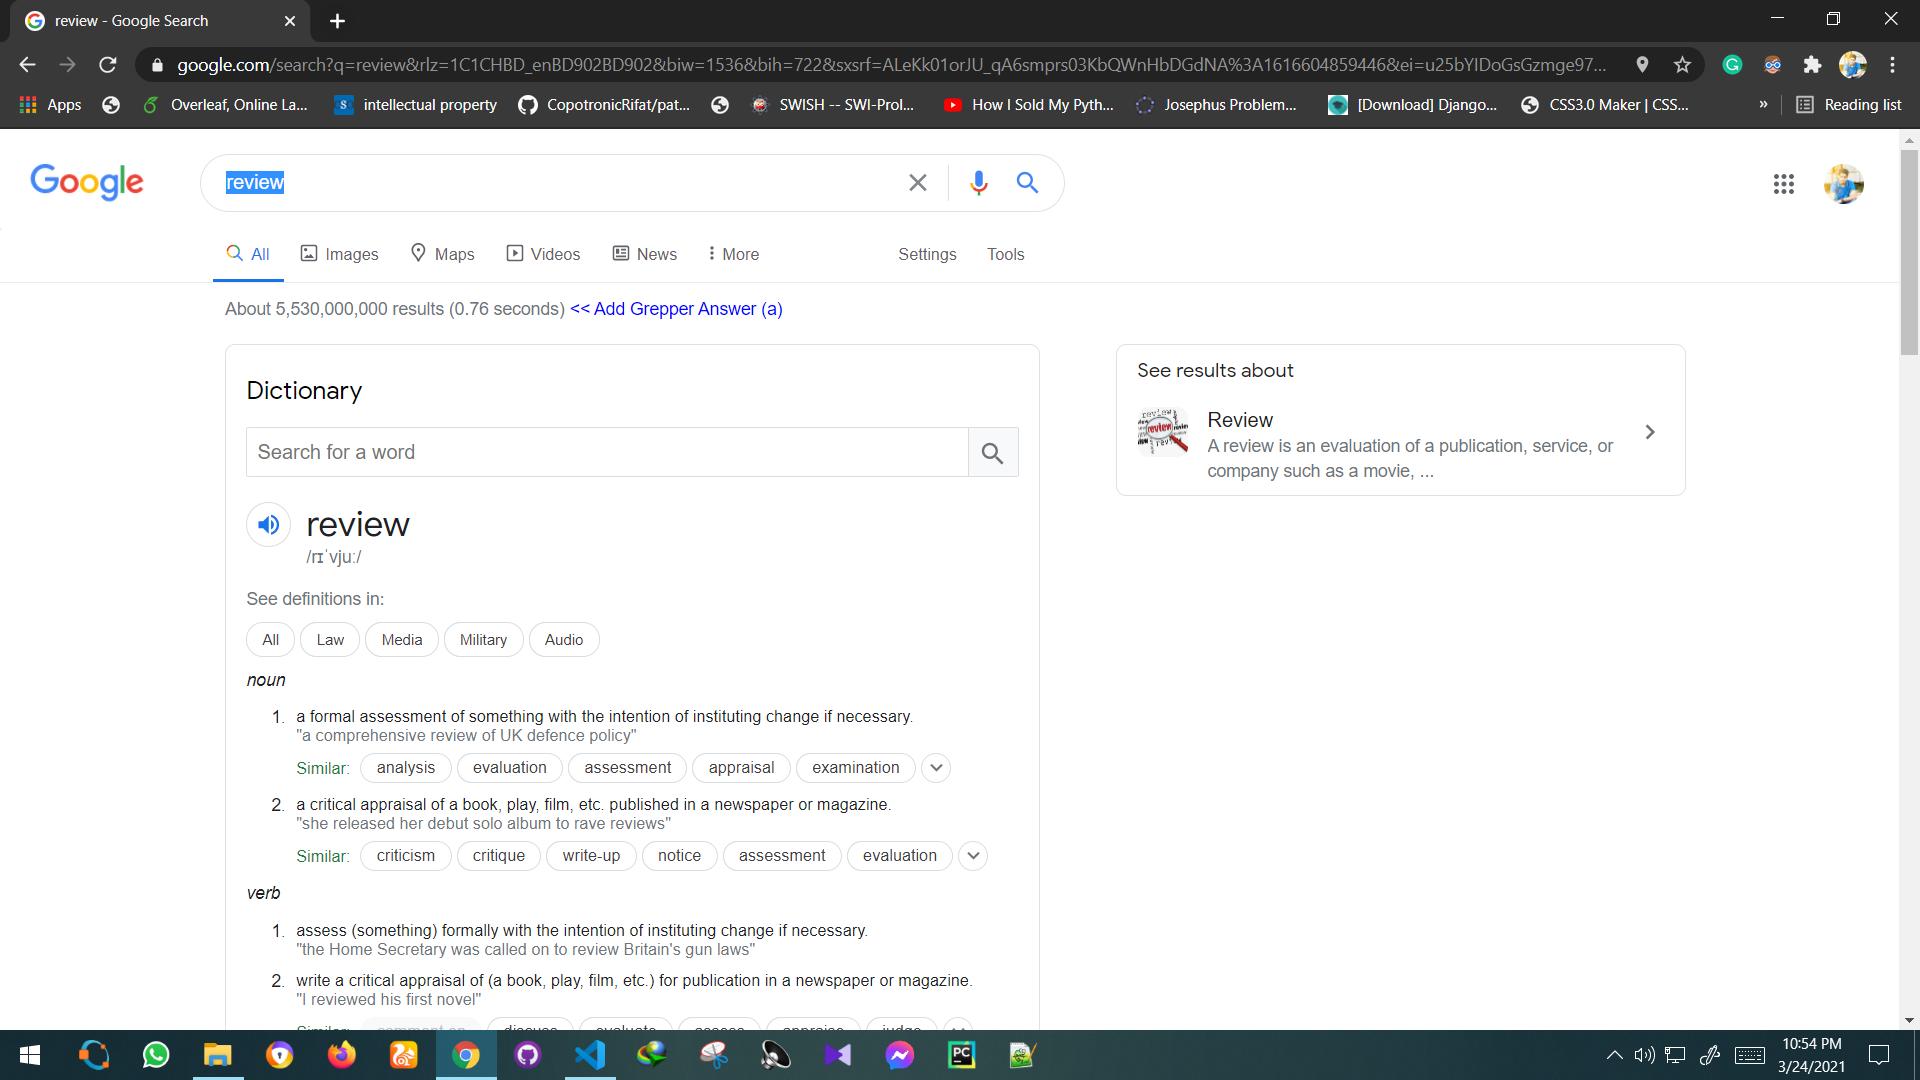 review - Google Search
google.com/search?q=review&rlz=1C1CHBD_enBD902BD902&biw=1536&bih=722&sxsrf=ALeKk01orJU_qA6smprs03KbQWnHbDGdNA%3A1616604859446&ei=u25bYIDoGsGzmge97...
Apps Overleaf, Online La... intellectual property CopotronicRifat/pat... SWISH -- SWI-Prol... How I Sold My Pyth... Josephus Problem... [Download] Django... CSS3.0 Maker | CSS... » Reading list
Google review
All Images Maps Videos News More Settings Tools
About 5,530,000,000 results (0.76 seconds) << Add Grepper Answer (a)
Dictionary
Search for a word
review
/rɪˈvjuː/
See definitions in:
All Law Media Military Audio
noun
1. a formal assessment of something with the intention of instituting change if necessary.
"a comprehensive review of UK defence policy"
Similar: analysis evaluation assessment appraisal examination
2. a critical appraisal of a book, play, film, etc. published in a newspaper or magazine.
"she released her debut solo album to rave reviews"
Similar: criticism critique write-up notice assessment evaluation
verb
1. assess (something) formally with the intention of instituting change if necessary.
"the Home Secretary was called on to review Britain's gun laws"
2. write a critical appraisal of (a book, play, film, etc.) for publication in a newspaper or magazine.
"I reviewed his first novel"
Similar: comment on discuss evaluate assess appraise judge
See results about
Review
A review is an evaluation of a publication, service, or
company such as a movie, ...
10:54 PM
3/24/2021